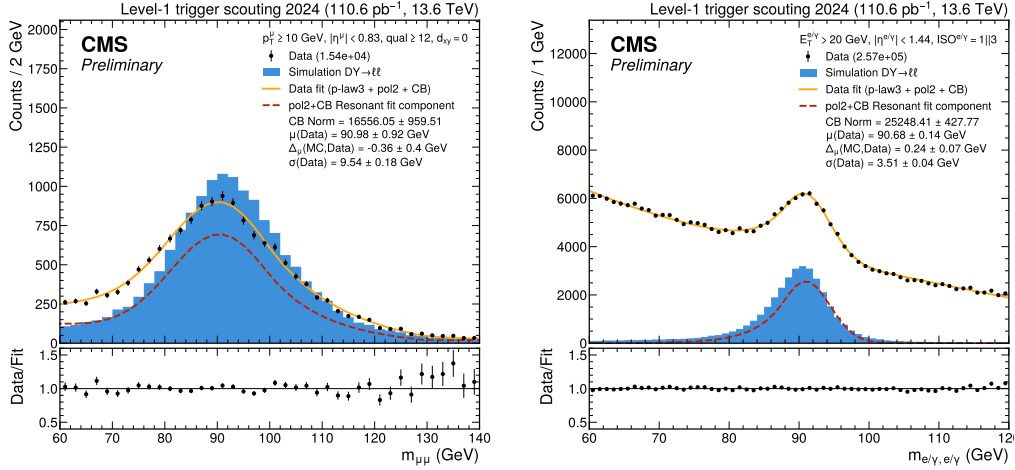 Level-1 trigger scouting 2024 (110.6 pb⁻¹, 13.6 TeV)
CMS
Preliminary
p_T^μ ≥ 10 GeV, |η^μ| < 0.83, qual ≥ 12, d_xy = 0
Data (1.54e+04)
Simulation DY→ℓℓ
Data fit (p-law3 + pol2 + CB)
pol2+CB Resonant fit component
CB Norm = 16556.05 ± 959.51
μ(Data) = 90.98 ± 0.92 GeV
Δ_μ(MC,Data) = -0.36 ± 0.4 GeV
σ(Data) = 9.54 ± 0.18 GeV
Counts / 2 GeV
2000
1750
1500
1250
1000
750
500
250
0
Data/Fit
1.5
1.0
0.5
60 70 80 90 100 110 120 130 140
m_μμ (GeV)
Level-1 trigger scouting 2024 (110.6 pb⁻¹, 13.6 TeV)
CMS
Preliminary
E_T^e/γ > 20 GeV, |η^e/γ| < 1.44, ISO^e/γ = 1||3
Data (2.57e+05)
Simulation DY→ℓℓ
Data fit (p-law3 + pol2 + CB)
pol2+CB Resonant fit component
CB Norm = 25248.41 ± 427.77
μ(Data) = 90.68 ± 0.14 GeV
Δ_μ(MC,Data) = 0.24 ± 0.07 GeV
σ(Data) = 3.51 ± 0.04 GeV
Counts / 1 GeV
12000
10000
8000
6000
4000
2000
0
Data/Fit
1.5
1.0
0.5
60 70 80 90 100 110 120
m_e/γ, e/γ (GeV)